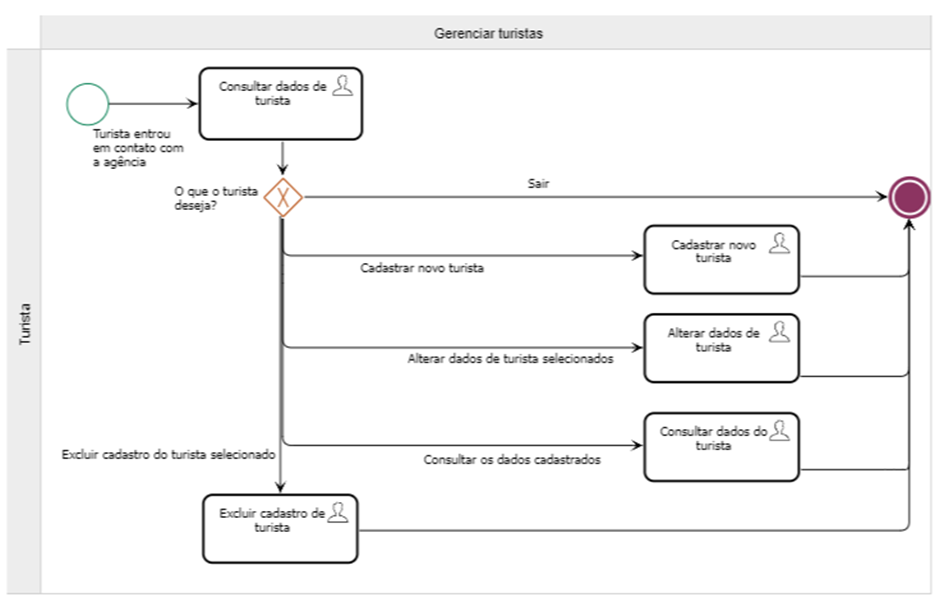 Gerenciar turistas
Turista
Consultar dados de
turista
Turista entrou
em contato com
a agência
O que o turista
deseja?
Sair
Cadastrar novo turista
Cadastrar novo
turista
Alterar dados de turista selecionados
Alterar dados de
turista
Consultar os dados cadastrados
Consultar dados do
turista
Excluir cadastro do turista selecionado
Excluir cadastro de
turista